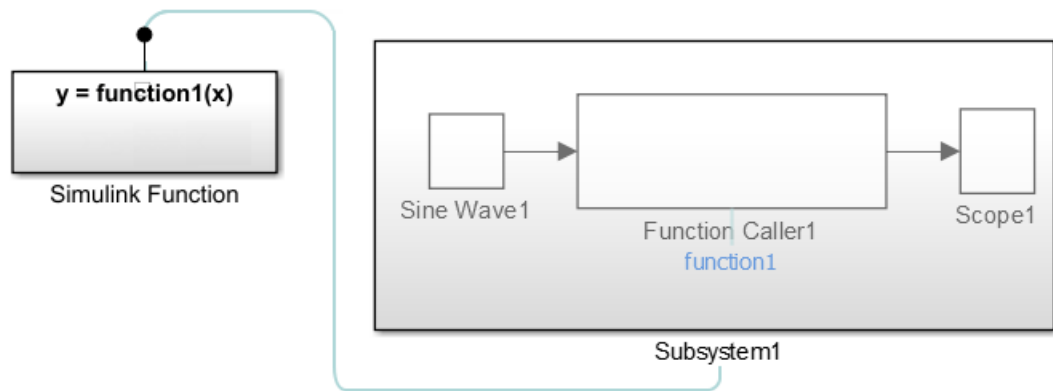 y = function1(x)
Simulink Function
Sine Wave1
Function Caller1
function1
Scope1
Subsystem1